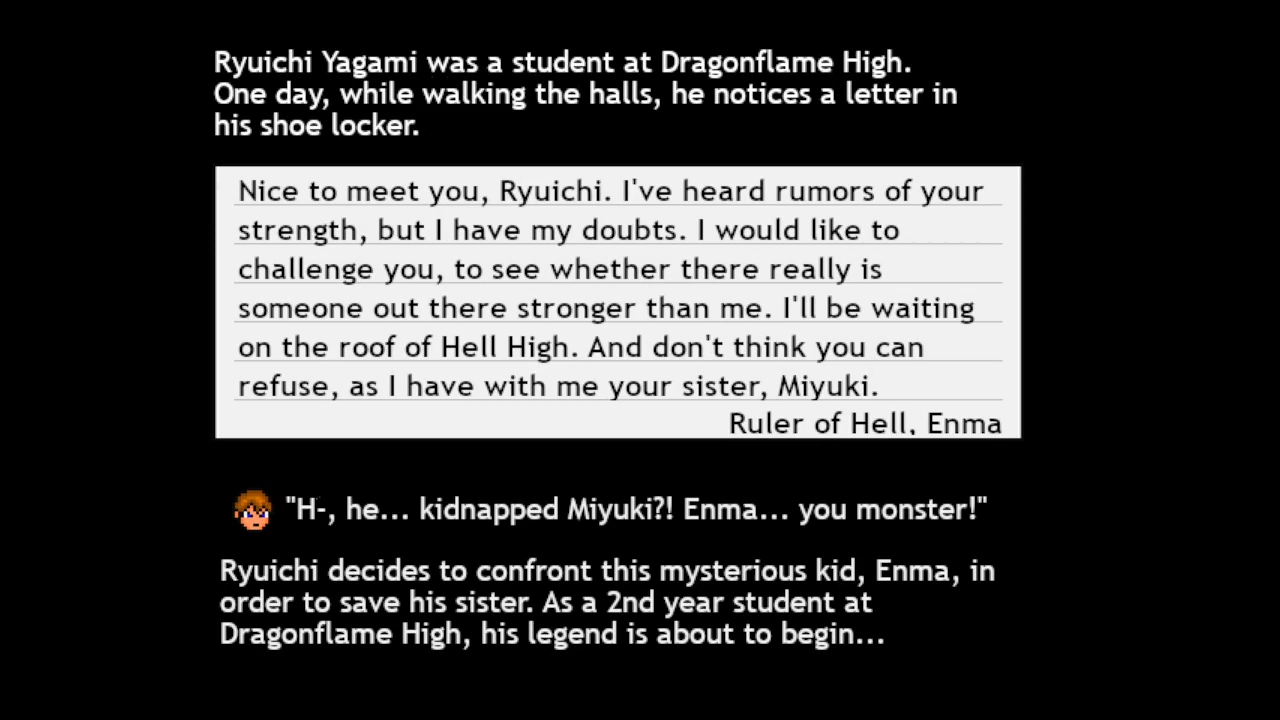 Ryuichi Yagami was a student at Dragonflame High.
One day, while walking the halls, he notices a letter in
his shoe locker.
Nice to meet you, Ryuichi. I've heard rumors of your
strength, but I have my doubts. I would like to
challenge you, to see whether there really is
someone out there stronger than me. I'll be waiting
on the roof of Hell High. And don't think you can
refuse, as I have with me your sister, Miyuki.
Ruler of Hell, Enma
"H-, he... kidnapped Miyuki?! Enma... you monster!"
Ryuichi decides to confront this mysterious kid, Enma, in
order to save his sister. As a 2nd year student at
Dragonflame High, his legend is about to begin...